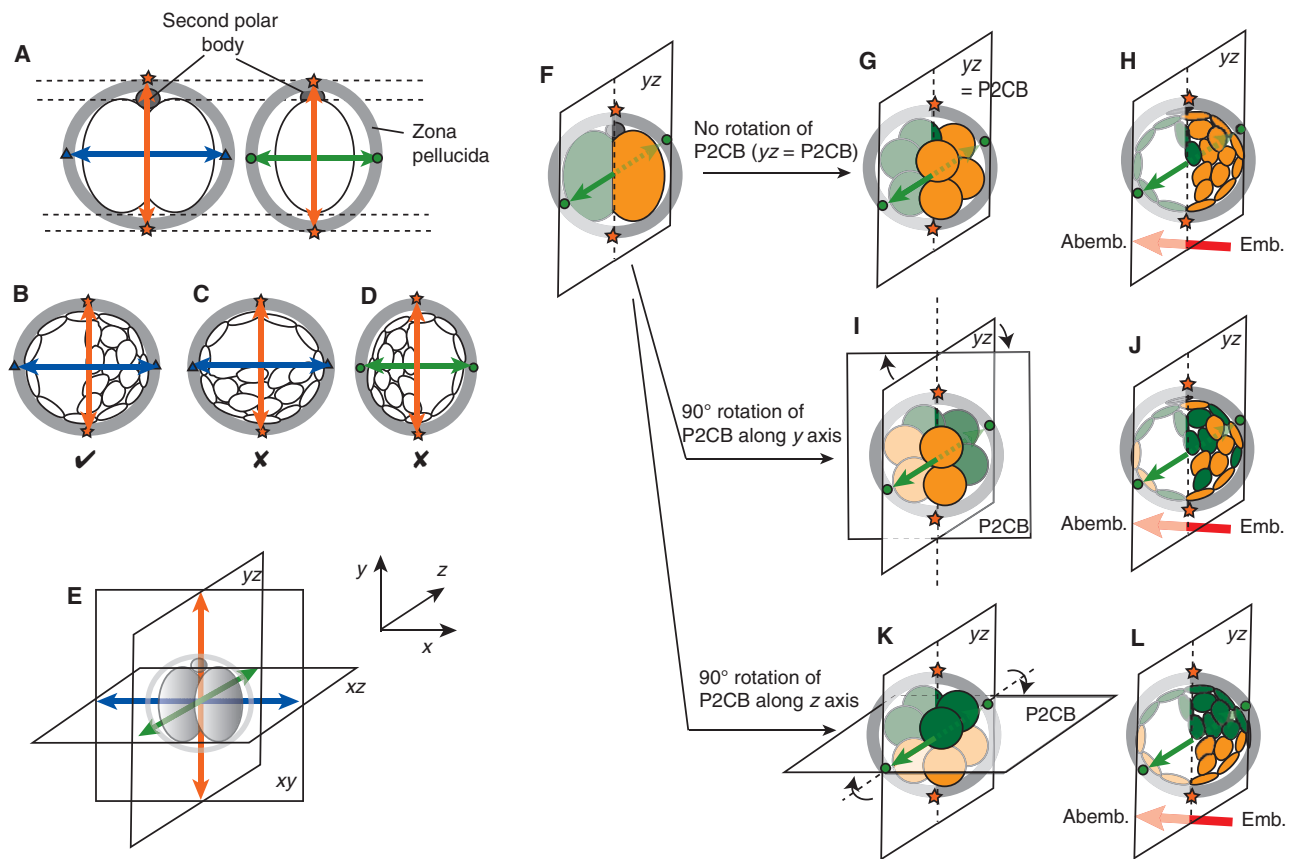 A
Second polar
body
Zona
pellucida
B
C
D
✔
✘
✘
E
yz
xz
xy
y
z
x
F
yz
No rotation of
P2CB (yz = P2CB)
G
yz
= P2CB
H
Abemb.
Emb.
90° rotation of
P2CB along y axis
I
yz
P2CB
J
yz
Abemb.
Emb.
90° rotation of
P2CB along z axis
K
yz
P2CB
L
yz
Abemb.
Emb.